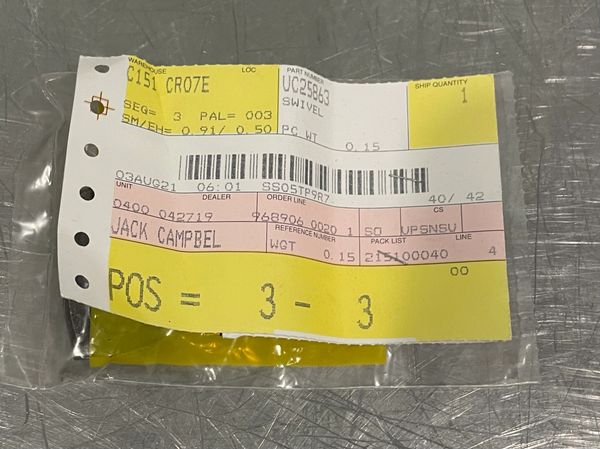 WAREHOUSE LOC PART NUMBER SHIP QUANTITY
C151 CR07E UC25863 1
SWIVEL
SEG= 3 PAL= 003
SM/EH= 0.91/ 0.50 PC WT 0.15
03AUG21 06:01 SS05TP9R7 40/ 42
UNIT DEALER ORDER LINE CS
0400 042719 968906 0020 1 SO UPSNSU
JACK CAMPBEL REFERENCE NUMBER PACK LIST LINE
WGT 0.15 215100040 4
00
POS = 3 - 3